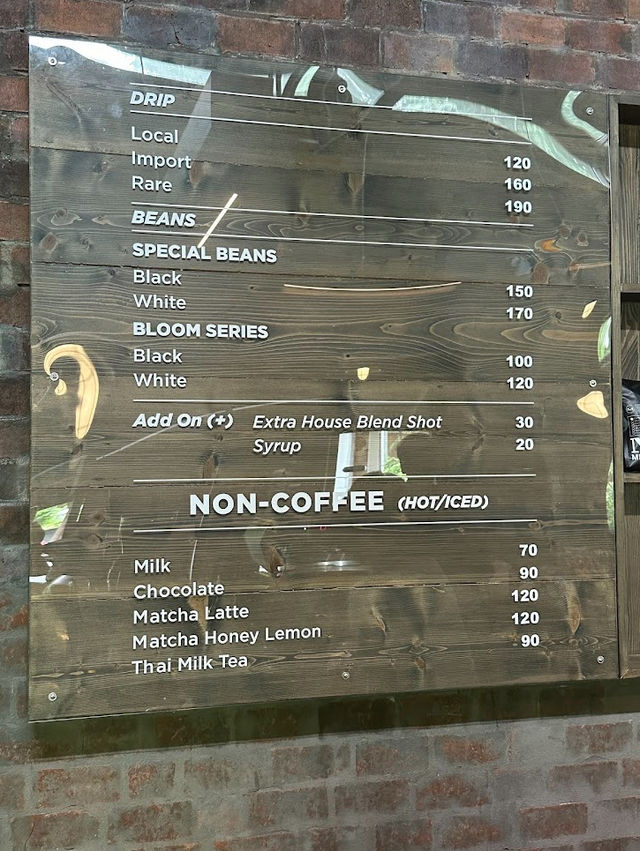 DRIP
Local 120
Import 160
Rare 190
BEANS
SPECIAL BEANS
Black 150
White 170
BLOOM SERIES
Black 100
White 120
Add On (+) Extra House Blend Shot 30
Syrup 20
NON-COFFEE (HOT/ICED)
Milk 70
Chocolate 90
Matcha Latte 120
Matcha Honey Lemon 120
Thai Milk Tea 90